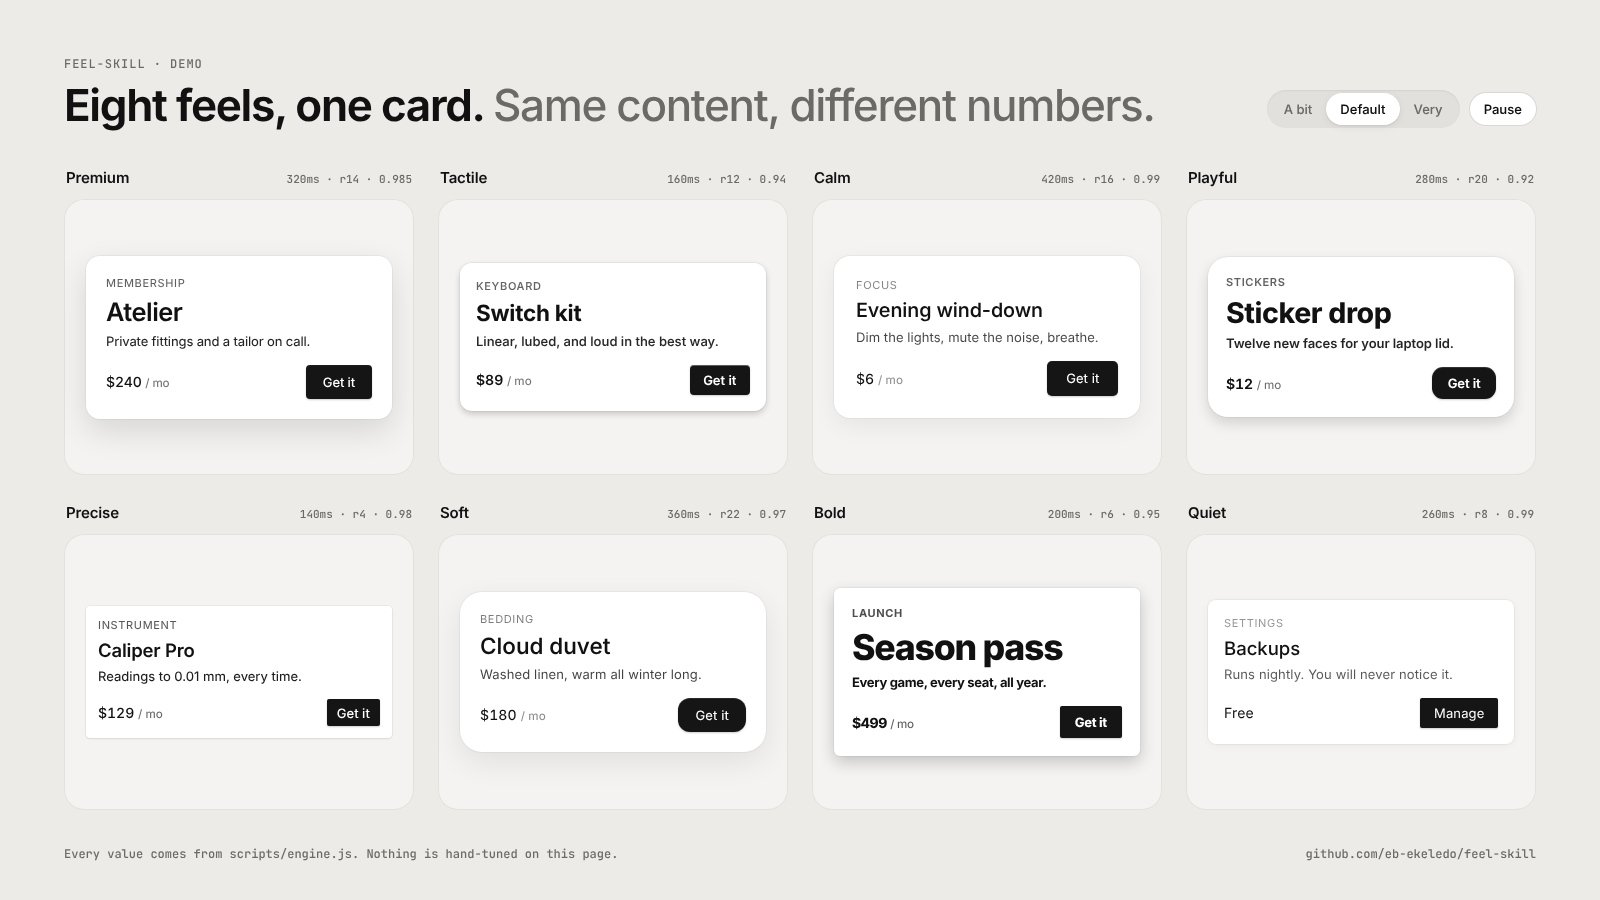 FEEL-SKILL · DEMO
Eight feels, one card. Same content, different numbers.
A bit Default Very Pause
Premium 320ms · r14 · 0.985
MEMBERSHIP
Atelier
Private fittings and a tailor on call.
$240 / mo Get it
Tactile 160ms · r12 · 0.94
KEYBOARD
Switch kit
Linear, lubed, and loud in the best way.
$89 / mo Get it
Calm 420ms · r16 · 0.99
FOCUS
Evening wind-down
Dim the lights, mute the noise, breathe.
$6 / mo Get it
Playful 280ms · r20 · 0.92
STICKERS
Sticker drop
Twelve new faces for your laptop lid.
$12 / mo Get it
Precise 140ms · r4 · 0.98
INSTRUMENT
Caliper Pro
Readings to 0.01 mm, every time.
$129 / mo Get it
Soft 360ms · r22 · 0.97
BEDDING
Cloud duvet
Washed linen, warm all winter long.
$180 / mo Get it
Bold 200ms · r6 · 0.95
LAUNCH
Season pass
Every game, every seat, all year.
$499 / mo Get it
Quiet 260ms · r8 · 0.99
SETTINGS
Backups
Runs nightly. You will never notice it.
Free Manage
Every value comes from scripts/engine.js. Nothing is hand-tuned on this page.
github.com/eb-ekeledo/feel-skill